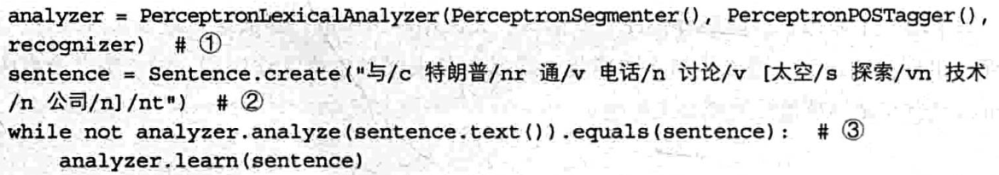 analyzer = PerceptronLexicalAnalyzer(PerceptronSegmenter(), PerceptronPOSTagger(),
recognizer)  # ①
sentence = Sentence.create("与/c 特朗普/nr 通/v 电话/n 讨论/v [太空/s 探索/vn 技术
/n 公司/n]/nt")  # ②
while not analyzer.analyze(sentence.text()).equals(sentence):  # ③
    analyzer.learn(sentence)